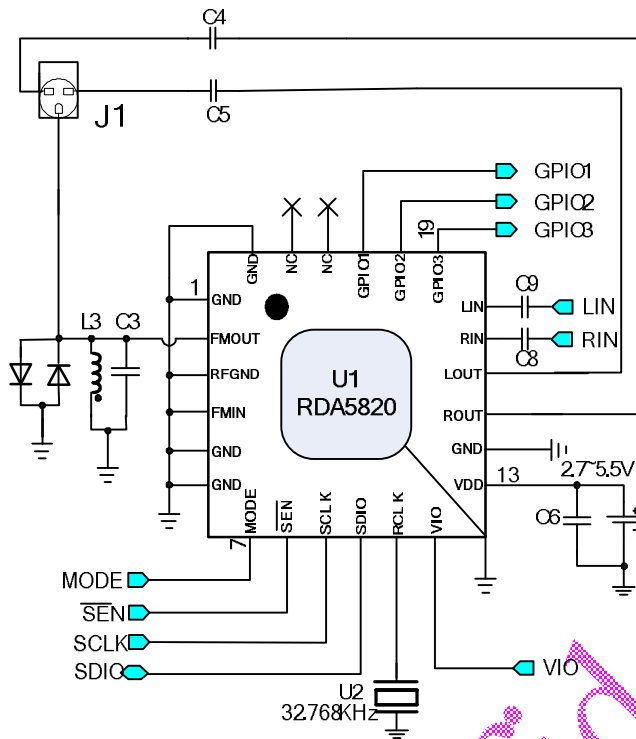 C4
C5
J1
GPIO1
GPIO2
GPIO3
19
GND
NC
NC
GPIO1
GPIO2
GPIO3
1
GND
LIN
C9
LIN
L3
C3
FMOUT
RIN
C8
RIN
RFGND
U1
RDA5820
LOUT
FMIN
ROUT
GND
GND
2.7~5.5V
GND
VDD
13
MODE
SEN
SCLK
SDIO
RCLK
VIO
C6
7
MODE
SEN
SCLK
SDIO
VIO
U2
32.768KHz